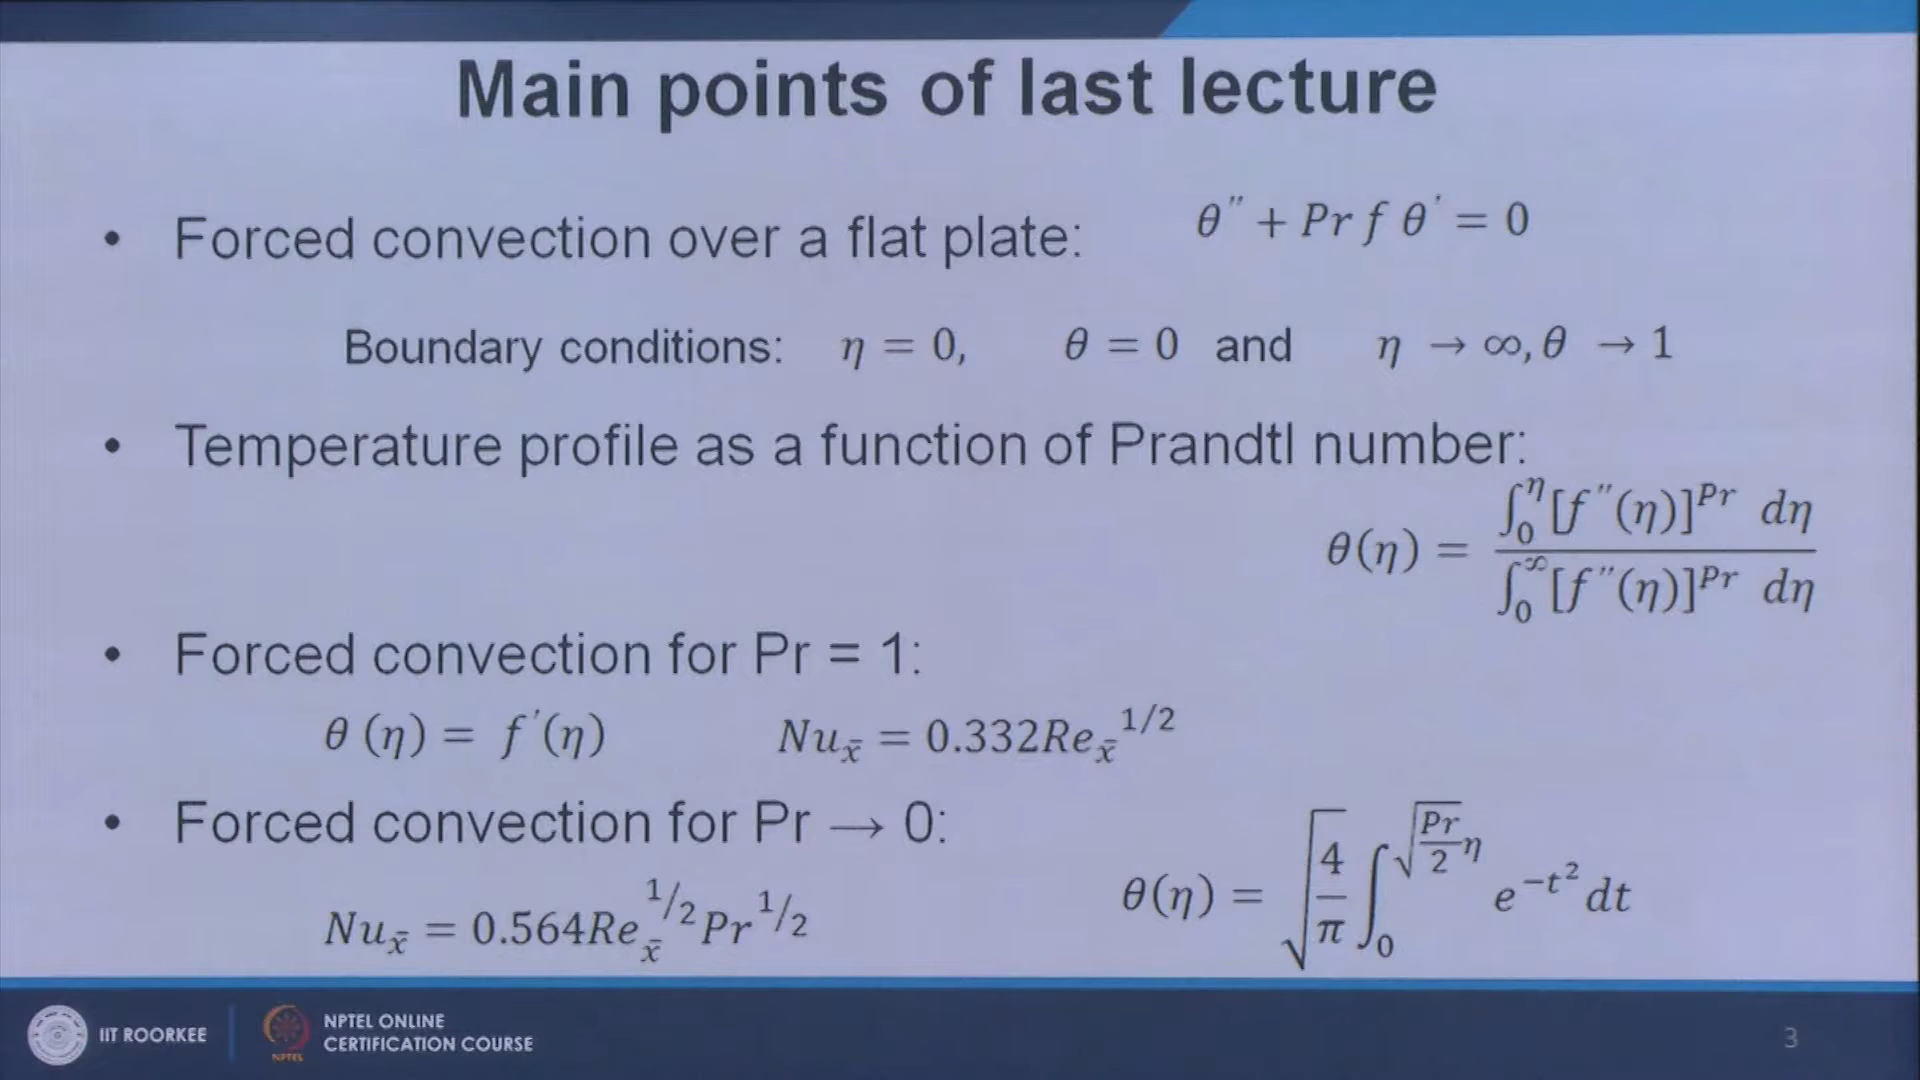 Main points of last lecture
• Forced convection over a flat plate: θ" + Pr f θ' = 0
Boundary conditions: η = 0, θ = 0 and η → ∞, θ → 1
• Temperature profile as a function of Prandtl number:
θ(η) = ∫₀^η [f"(η)]^Pr dη / ∫₀^∞ [f"(η)]^Pr dη
• Forced convection for Pr = 1:
θ (η) = f'(η) Nu_x̄ = 0.332Re_x̄^1/2
• Forced convection for Pr → 0:
Nu_x̄ = 0.564Re_x̄^1/2 Pr^1/2 θ(η) = √(4/π) ∫₀^(√(Pr/2) η) e^(−t²) dt
IIT ROORKEE
NPTEL
NPTEL ONLINE
CERTIFICATION COURSE
3